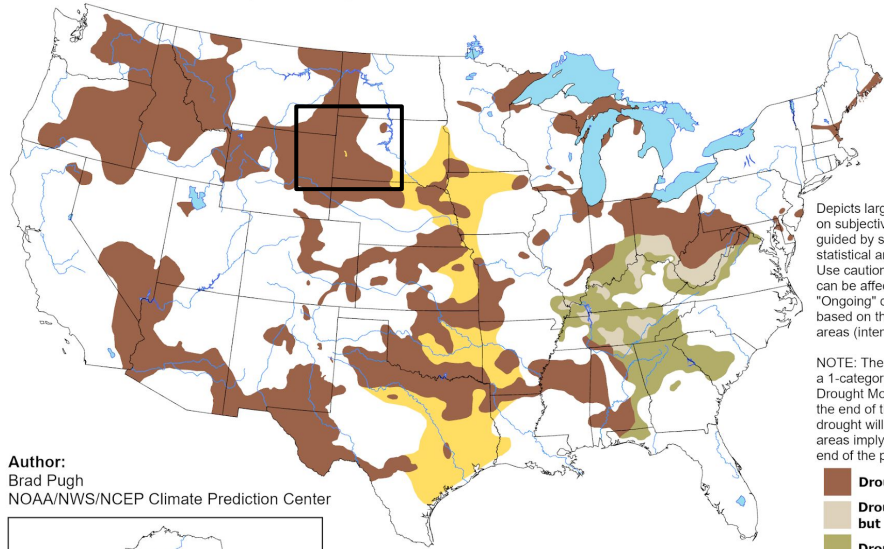 Depicts larg
on subjectiv
guided by s
statistical ar
Use caution
can be affec
"Ongoing" d
based on th
areas (inter
NOTE: The
a 1-categor
Drought Mo
the end of t
drought will
areas imply
end of the p
Author:
Brad Pugh
NOAA/NWS/NCEP Climate Prediction Center
Drou
Drou
but
Drou